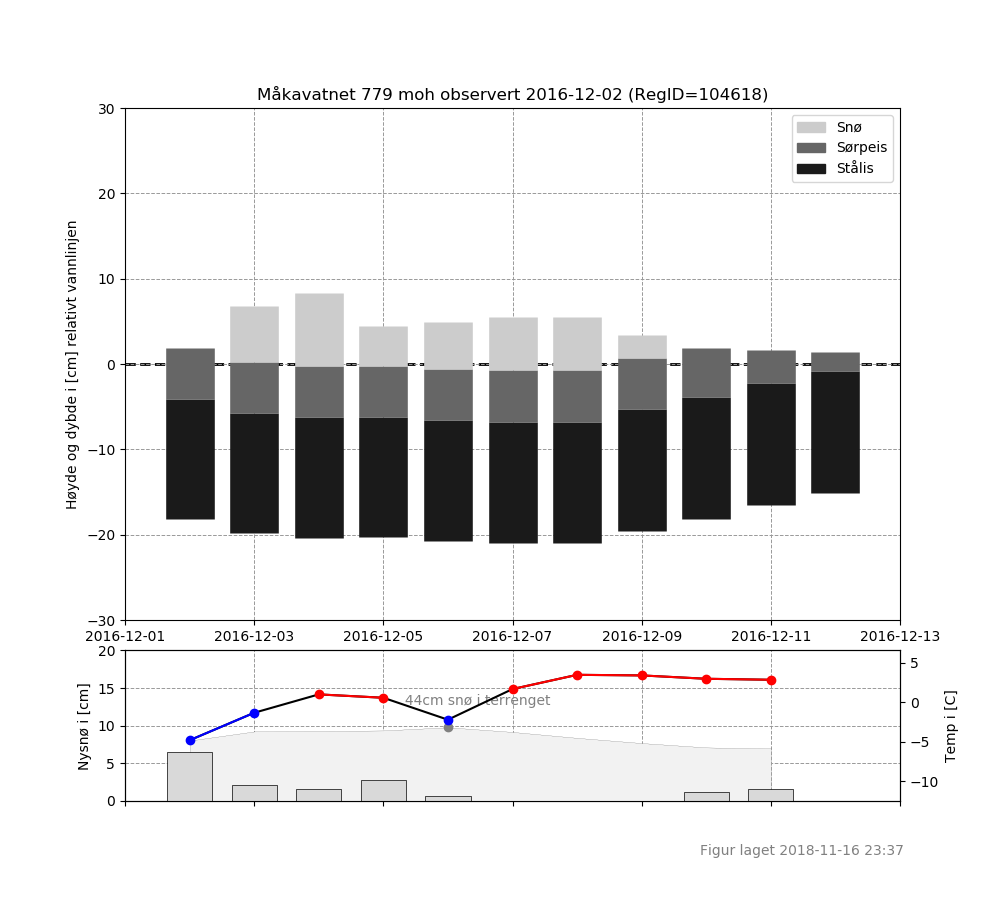 Måkavatnet 779 moh observert 2016-12-02 (RegID=104618)
Høyde og dybde i [cm] relativt vannlinjen
30
20
10
0
−10
−20
−30
Snø
Sørpeis
Stålis
2016-12-01 2016-12-03 2016-12-05 2016-12-07 2016-12-09 2016-12-11 2016-12-13
Nysnø i [cm]
20
15
10
5
0
44cm snø i terrenget
5
0
−5
−10
Temp i [C]
Figur laget 2018-11-16 23:37